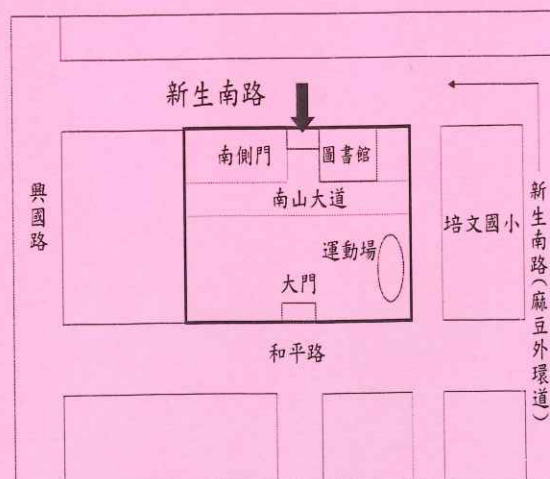 新生南路
南側門
圖書館
南山大道
興國路
培文國小
新生南路(麻豆外環道)
運動場
大門
和平路